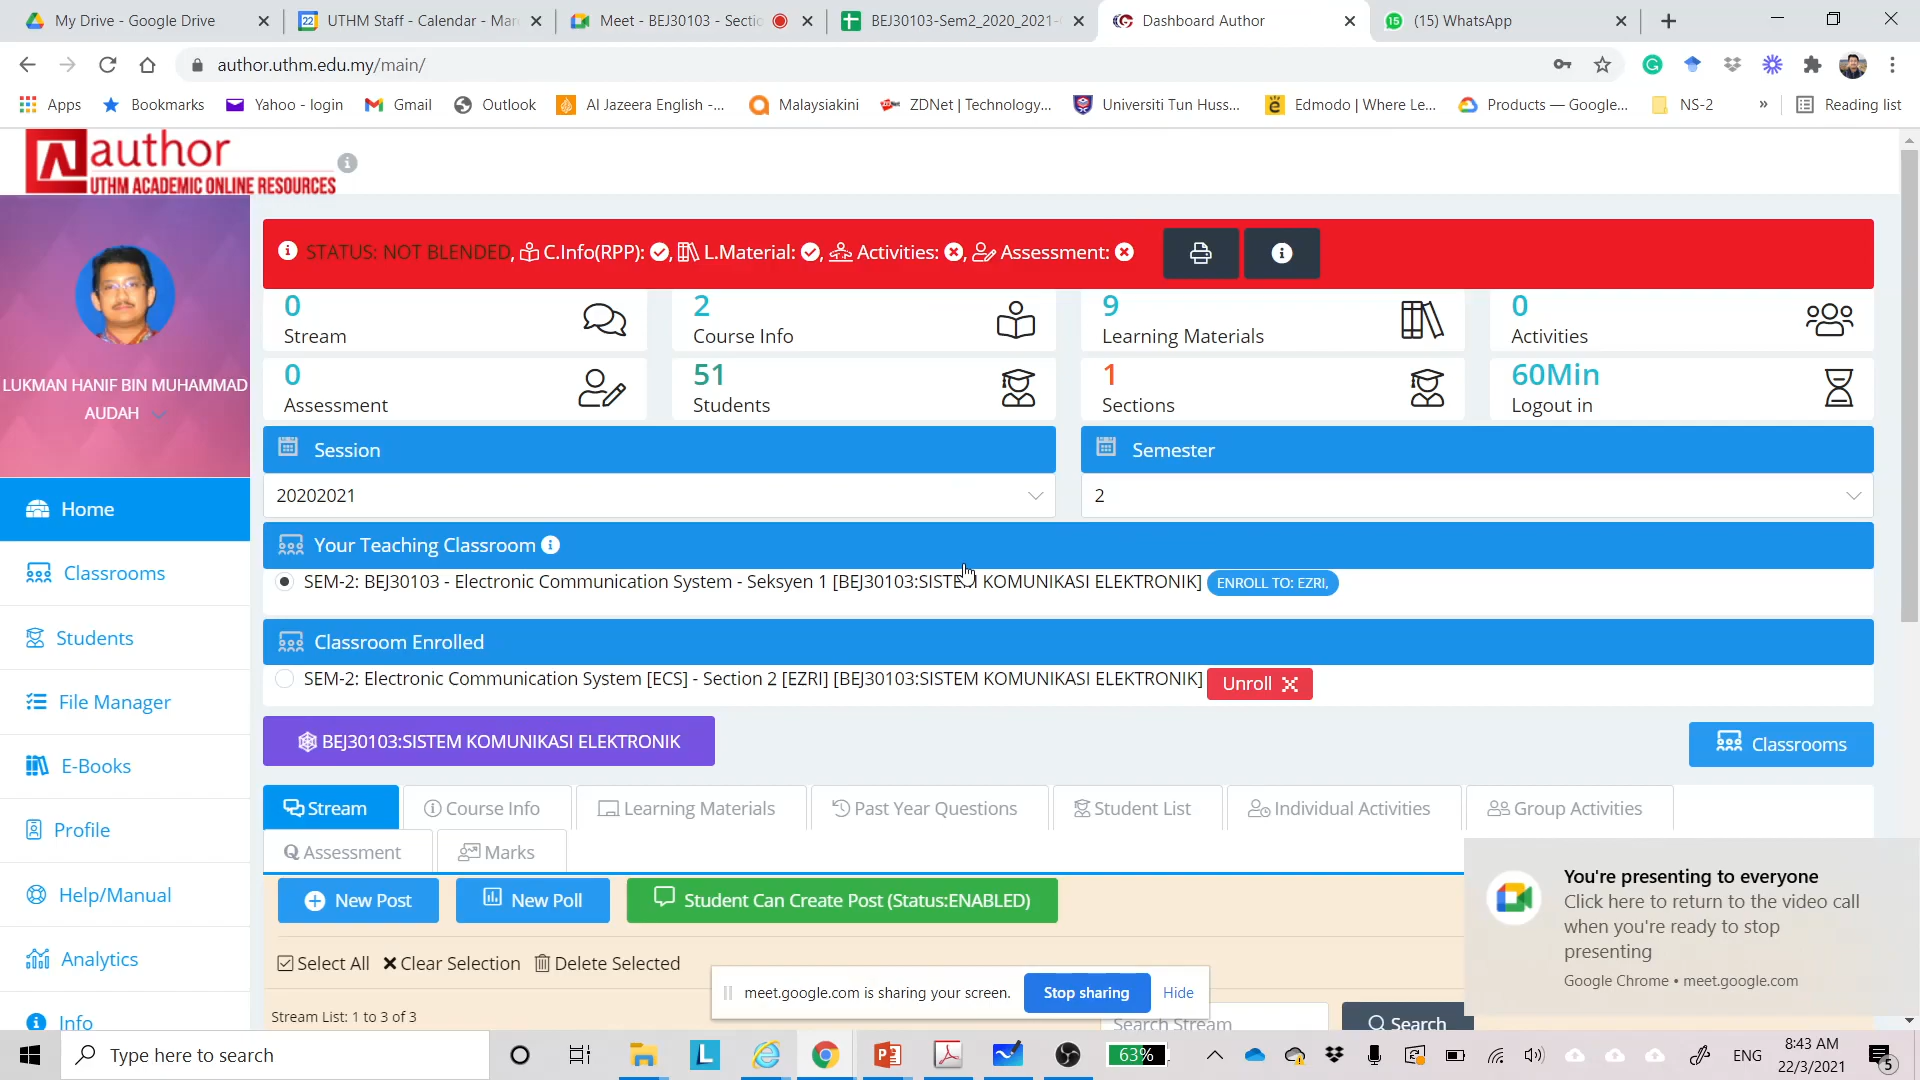 My Drive - Google Drive
UTHM Staff - Calendar - Mar
Meet - BEJ30103 - Sectio
BEJ30103-Sem2_2020_2021-
Dashboard Author
(15) WhatsApp
author.uthm.edu.my/main/
Apps
Bookmarks
Yahoo - login
Gmail
Outlook
Al Jazeera English -...
Malaysiakini
ZDNet | Technology...
Universiti Tun Huss...
Edmodo | Where Le...
Products — Google...
NS-2
»
Reading list
author
UTHM ACADEMIC ONLINE RESOURCES
LUKMAN HANIF BIN MUHAMMAD
AUDAH
Home
Classrooms
Students
File Manager
E-Books
Profile
Help/Manual
Analytics
Info
STATUS: NOT BLENDED, C.Info(RPP): , L.Material: , Activities: , Assessment:
0
Stream
2
Course Info
9
Learning Materials
0
Activities
0
Assessment
51
Students
1
Sections
60Min
Logout in
Session
Semester
20202021
2
Your Teaching Classroom
SEM-2: BEJ30103 - Electronic Communication System - Seksyen 1 [BEJ30103:SISTEM KOMUNIKASI ELEKTRONIK] ENROLL TO: EZRI,
Classroom Enrolled
SEM-2: Electronic Communication System [ECS] - Section 2 [EZRI] [BEJ30103:SISTEM KOMUNIKASI ELEKTRONIK] Unroll
BEJ30103:SISTEM KOMUNIKASI ELEKTRONIK
Classrooms
Stream
Course Info
Learning Materials
Past Year Questions
Student List
Individual Activities
Group Activities
Assessment
Marks
New Post
New Poll
Student Can Create Post (Status:ENABLED)
Select All
Clear Selection
Delete Selected
Stream List: 1 to 3 of 3
Search Stream
Search
meet.google.com is sharing your screen.
Stop sharing
Hide
You're presenting to everyone
Click here to return to the video call
when you're ready to stop
presenting
Google Chrome • meet.google.com
Type here to search
63%
ENG
8:43 AM
22/3/2021
5